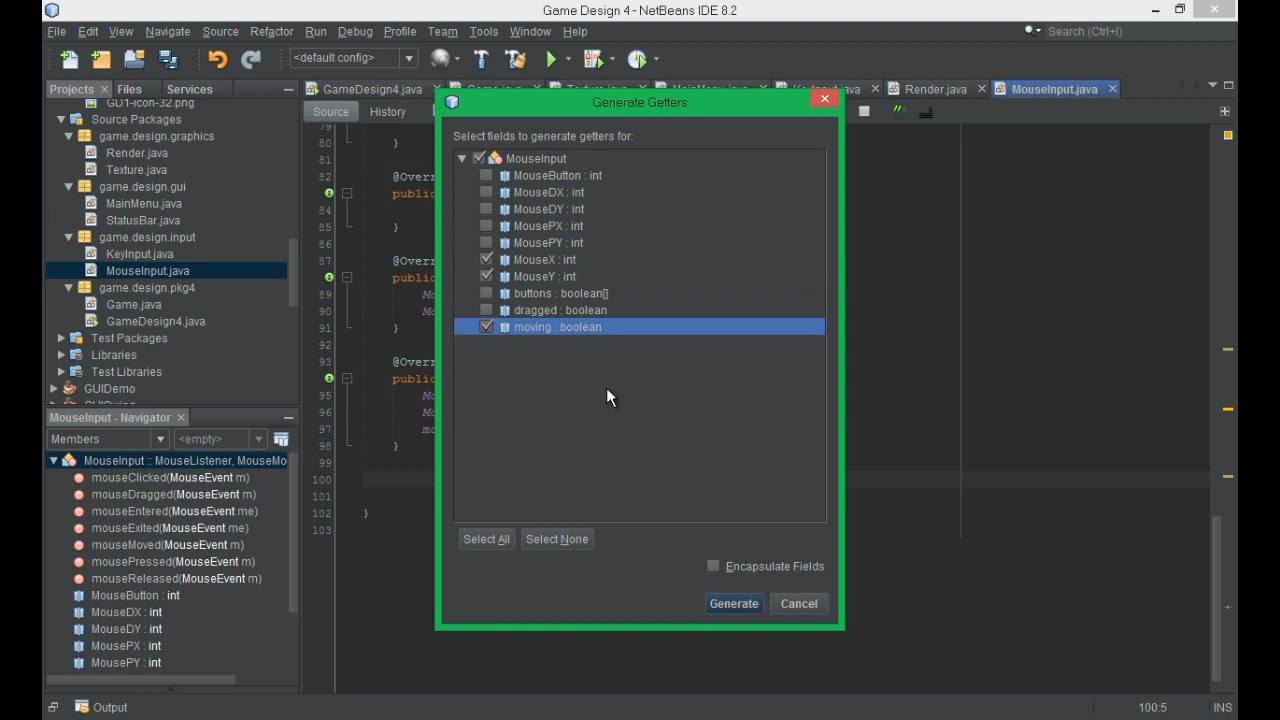 Game Design 4 - NetBeans IDE 8.2
File Edit View Navigate Source Refactor Run Debug Profile Team Tools Window Help
Search (Ctrl+I)
<default config>
Projects Files Services
GameDesign4.java Render.java MouseInput.java
Source History
GD1-icon-32.png
Source Packages
game.design.graphics
Render.java
Texture.java
game.design.gui
MainMenu.java
StatusBar.java
game.design.input
KeyInput.java
MouseInput.java
game.design.pkg4
Game.java
GameDesign4.java
Test Packages
Libraries
Test Libraries
GUIDemo
MouseInput - Navigator
Members <empty>
MouseInput :: MouseListener, MouseMo
mouseClicked(MouseEvent m)
mouseDragged(MouseEvent m)
mouseEntered(MouseEvent me)
mouseExited(MouseEvent me)
mouseMoved(MouseEvent m)
mousePressed(MouseEvent m)
mouseReleased(MouseEvent m)
MouseButton : int
MouseDX : int
MouseDY : int
MousePX : int
MousePY : int
Output
79
80 }
81
82 @Overr
public
84
85 }
86
87 @Overr
public
89 Mo
90 Mo
91 }
92
93 @Overr
public
95 Mo
96 Mo
97 mo
98 }
99
100
101
102 }
103
Generate Getters
Select fields to generate getters for:
MouseInput
MouseButton : int
MouseDX : int
MouseDY : int
MousePX : int
MousePY : int
MouseX : int
MouseY : int
buttons : boolean[]
dragged : boolean
moving : boolean
Select All Select None
Encapsulate Fields
Generate Cancel
100:5 INS